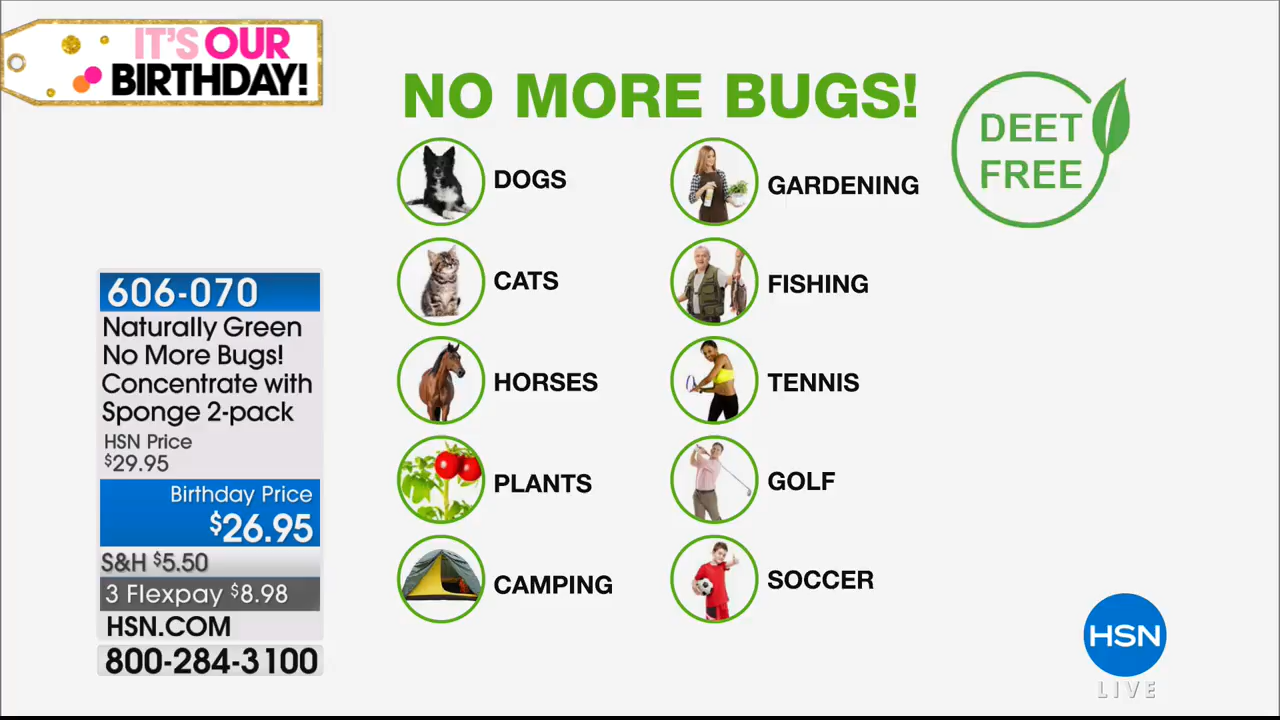 IT'S OUR
BIRTHDAY!
NO MORE BUGS!
DEET
FREE
DOGS
CATS
HORSES
PLANTS
CAMPING
GARDENING
FISHING
TENNIS
GOLF
SOCCER
606-070
Naturally Green
No More Bugs!
Concentrate with
Sponge 2-pack
HSN Price
$29.95
Birthday Price
$26.95
S&H $5.50
3 Flexpay $8.98
HSN.COM
800-284-3100
HSN
LIVE